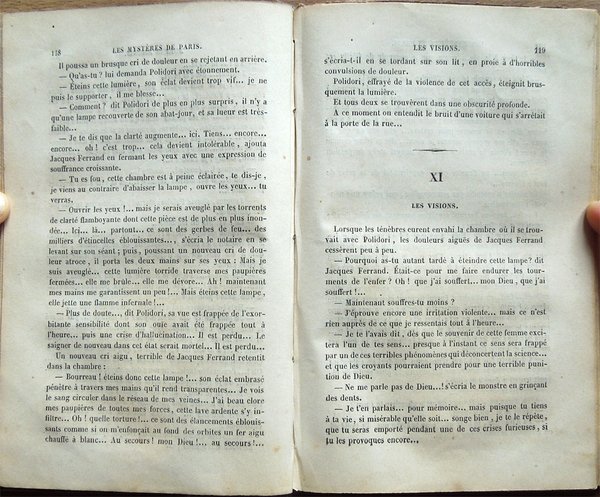 118 LES MYSTÈRES DE PARIS.
Il poussa un brusque cri de douleur en se rejetant en arrière.
— Qu'as-tu? lui demanda Polidori avec étonnement.
— Éteins cette lumière, son éclat devient trop vif... je ne
puis le supporter, il me blesse...
— Comment? dit Polidori de plus en plus surpris, il n'y a
qu'une lampe recouverte de son abat-jour, et sa lueur est très-
faible...
— Je te dis que la clarté augmente... ici. Tiens... encore...
encore... oh! c'est trop... cela devient intolérable, ajouta
Jacques Ferrand en fermant les yeux avec une expression de
souffrance croissante.
— Tu es fou, cette chambre est à peine éclairée, te dis-je,
je viens au contraire d'abaisser la lampe, ouvre les yeux... tu
verras,
— Ouvrir les yeux!... mais je serais aveuglé par les torrents
de clarté flamboyante dont cette pièce est de plus en plus inon-
dée... Ici... là... partout... ce sont des gerbes de feu... des
milliers d'étincelles éblouissantes..., s'écria le notaire en se
levant sur son séant; puis, poussant un nouveau cri de dou-
leur atroce, il porta les deux mains sur ses yeux: Mais je
suis aveuglé... cette lumière torride traverse mes paupières
fermées... elle me brûle... elle me dévore... Ah! maintenant
mes mains me garantissent un peu!... Mais éteins cette lampe,
elle jette une flamme infernale!...
— Plus de doute..., dit Polidori, sa vue est frappée de l'exor-
bitante sensibilité dont son ouïe avait été frappée tout à
l'heure... puis une crise d'hallucination... Il est perdu... Le
saigner de nouveau dans cet état serait mortel... Il est perdu...
Un nouveau cri aigu, terrible de Jacques Ferrand retentit
dans la chambre:
— Bourreau! éteins donc cette lampe!... son éclat embrasé
pénètre à travers mes mains qu'il rend transparentes... Je vois
le sang circuler dans le réseau de mes veines... J'ai beau clore
mes paupières de toutes mes forces, cette lave ardente s'y in-
filtre... Oh! quelle torture!... ce sont des élancements éblouis-
sants comme si on m'enfonçait au fond des orbites un fer aigu
chauffé à blanc... Au secours! mon Dieu!... au secours!...
LES VISIONS. 119
s'écria-t-il en se tordant sur son lit, en proie à d'horribles
convulsions de douleur.
Polidori, effrayé de la violence de cet accès, éteignit brus-
quement la lumière.
Et tous deux se trouvèrent dans une obscurité profonde.
A ce moment on entendit le bruit d'une voiture qui s'arrêtait
à la porte de la rue...
XI
LES VISIONS.
Lorsque les ténèbres eurent envahi la chambre où il se trou-
vait avec Polidori, les douleurs aiguës de Jacques Ferrand
cessèrent peu à peu.
— Pourquoi as-tu autant tardé à éteindre cette lampe? dit
Jacques Ferrand. Était-ce pour me faire endurer les tour-
ments de l'enfer? Oh! que j'ai souffert... mon Dieu, que j'ai
souffert!...
— Maintenant souffres-tu moins?
— J'éprouve encore une irritation violente... mais ce n'est
rien auprès de ce que je ressentais tout à l'heure...
— Je te l'avais dit, dès que le souvenir de cette femme exci-
tera l'un de tes sens... presque à l'instant ce sens sera frappé
par un de ces terribles phénomènes qui déconcertent la science...
et que les croyants pourraient prendre pour une terrible puni-
tion de Dieu.
— Ne me parle pas de Dieu...! s'écria le monstre en grinçant
des dents.
— Je t'en parlais... pour mémoire... mais puisque tu tiens
à ta vie, si misérable qu'elle soit... songe bien, je te le répète,
que tu seras emporté pendant une de ces crises furieuses, si
tu les provoques encore...